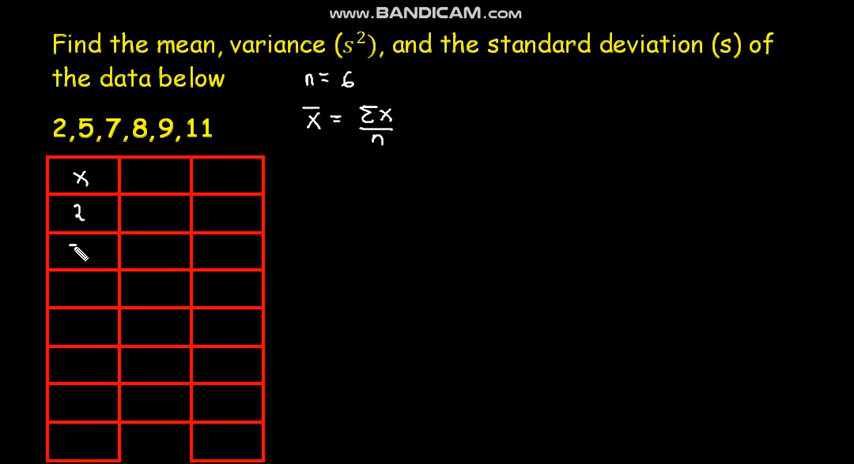 www.BANDICAM.com
Find the mean, variance (s²), and the standard deviation (s) of
the data below
n = 6
2,5,7,8,9,11
x̄ = Σx/n
x
2